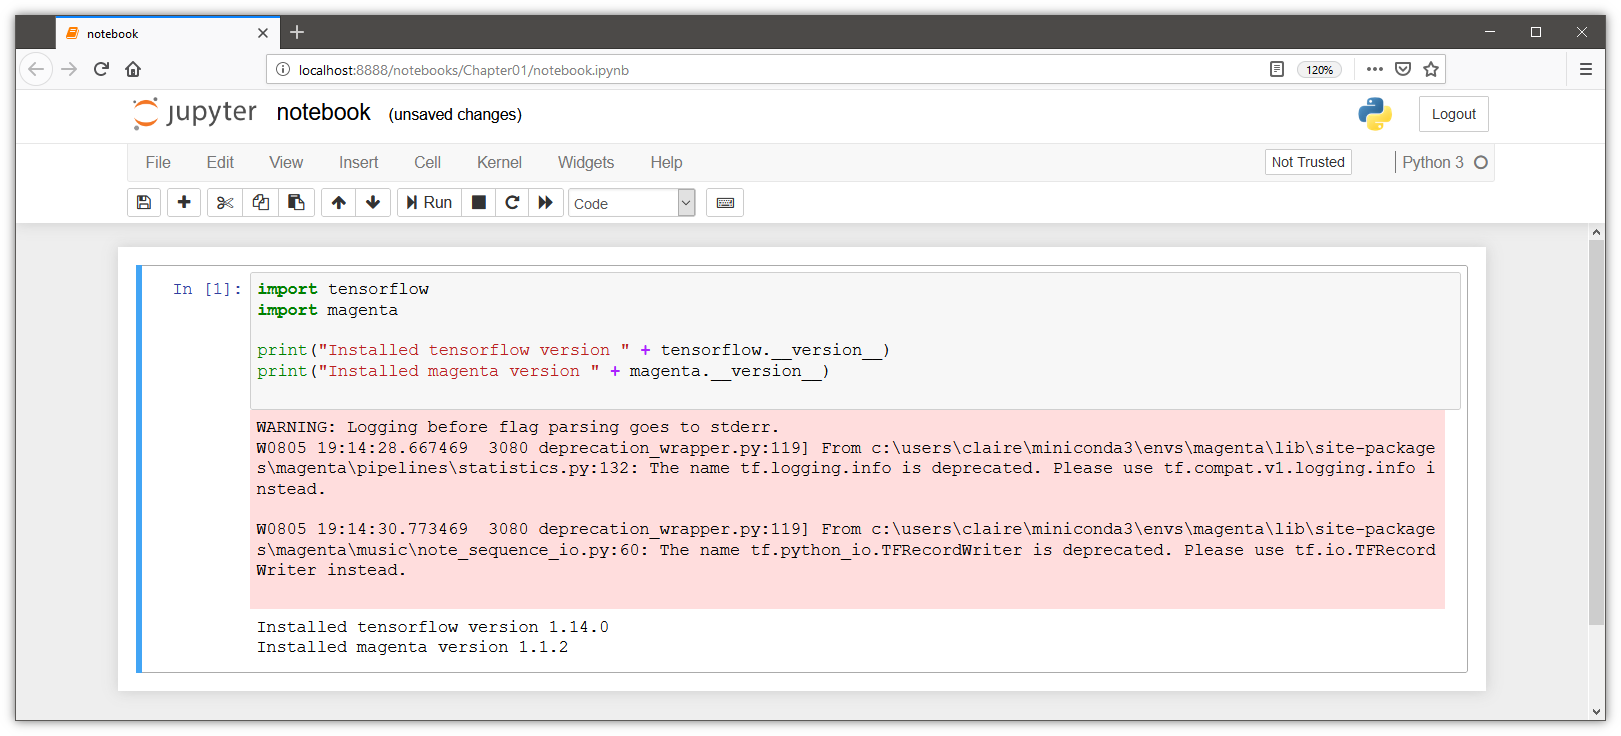 notebook
localhost:8888/notebooks/Chapter01/notebook.ipynb
120%
jupyter notebook (unsaved changes)
Logout
File Edit View Insert Cell Kernel Widgets Help
Not Trusted
Python 3
Run
Code
In [1]:
import tensorflow
import magenta
print("Installed tensorflow version " + tensorflow.__version__)
print("Installed magenta version " + magenta.__version__)
WARNING: Logging before flag parsing goes to stderr.
W0805 19:14:28.667469  3080 deprecation_wrapper.py:119] From c:\users\claire\miniconda3\envs\magenta\lib\site-package
s\magenta\pipelines\statistics.py:132: The name tf.logging.info is deprecated. Please use tf.compat.v1.logging.info i
nstead.
W0805 19:14:30.773469  3080 deprecation_wrapper.py:119] From c:\users\claire\miniconda3\envs\magenta\lib\site-package
s\magenta\music\note_sequence_io.py:60: The name tf.python_io.TFRecordWriter is deprecated. Please use tf.io.TFRecord
Writer instead.
Installed tensorflow version 1.14.0
Installed magenta version 1.1.2